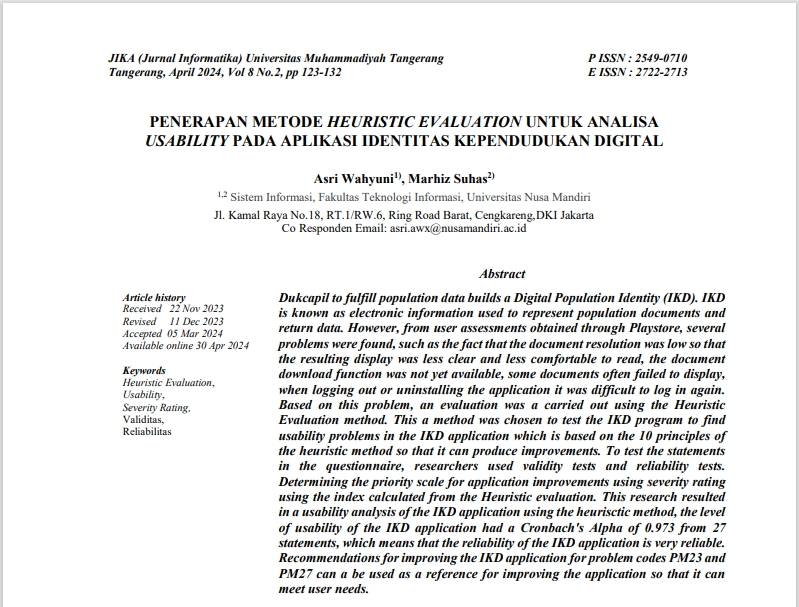 JIKA (Jurnal Informatika) Universitas Muhammadiyah Tangerang
Tangerang, April 2024, Vol 8 No.2, pp 123-132
P ISSN : 2549-0710
E ISSN : 2722-2713
PENERAPAN METODE HEURISTIC EVALUATION UNTUK ANALISA
USABILITY PADA APLIKASI IDENTITAS KEPENDUDUKAN DIGITAL
Asri Wahyuni1), Marhiz Suhas2)
1,2 Sistem Informasi, Fakultas Teknologi Informasi, Universitas Nusa Mandiri
Jl. Kamal Raya No.18, RT.1/RW.6, Ring Road Barat, Cengkareng,DKI Jakarta
Co Responden Email: asri.awx@nusamandiri.ac.id
Article history
Received 22 Nov 2023
Revised 11 Dec 2023
Accepted 05 Mar 2024
Available online 30 Apr 2024
Keywords
Heuristic Evaluation,
Usability,
Severity Rating,
Validitas,
Reliabilitas
Abstract
Dukcapil to fulfill population data builds a Digital Population Identity (IKD). IKD
is known as electronic information used to represent population documents and
return data. However, from user assessments obtained through Playstore, several
problems were found, such as the fact that the document resolution was low so that
the resulting display was less clear and less comfortable to read, the document
download function was not yet available, some documents often failed to display,
when logging out or uninstalling the application it was difficult to log in again.
Based on this problem, an evaluation was a carried out using the Heuristic
Evaluation method. This a method was chosen to test the IKD program to find
usability problems in the IKD application which is based on the 10 principles of
the heuristic method so that it can produce improvements. To test the statements
in the questionnaire, researchers used validity tests and reliability tests.
Determining the priority scale for application improvements using severity rating
using the index calculated from the Heuristic evaluation. This research resulted
in a usability analysis of the IKD application using the heurisctic method, the level
of usability of the IKD application had a Cronbach's Alpha of 0.973 from 27
statements, which means that the reliability of the IKD application is very reliable.
Recommendations for improving the IKD application for problem codes PM23 and
PM27 can a be used as a reference for improving the application so that it can
meet user needs.